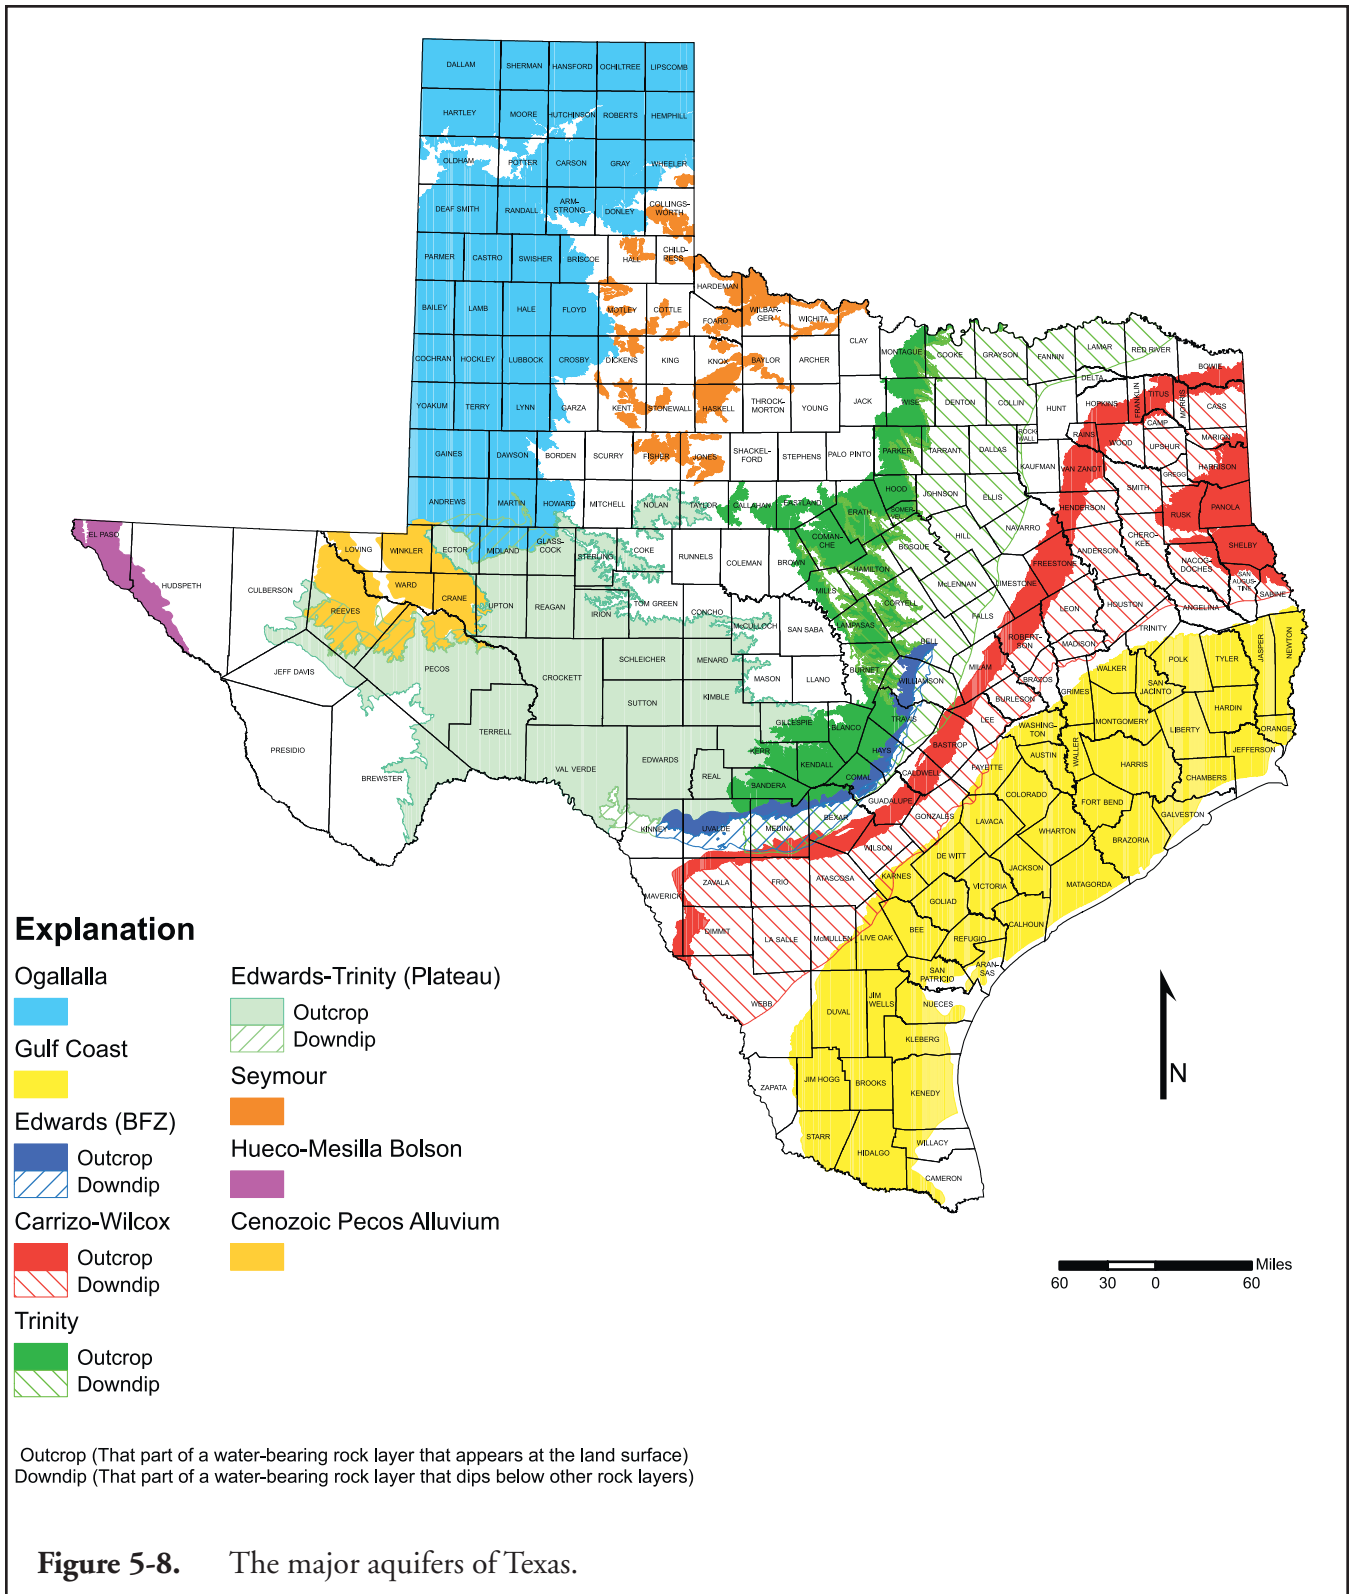 DALLAM SHERMAN HANSFORD OCHILTREE LIPSCOMB
HARTLEY MOORE HUTCHINSON ROBERTS HEMPHILL
OLDHAM POTTER CARSON GRAY WHEELER
DEAF SMITH RANDALL ARM-
STRONG DONLEY COLLINGS-
WORTH
PARMER CASTRO SWISHER BRISCOE HALL CHILD-
RESS
HARDEMAN
BAILEY LAMB HALE FLOYD MOTLEY COTTLE FOARD WILBAR-
GER WICHITA
CLAY MONTAGUE COOKE GRAYSON FANNIN LAMAR RED RIVER
COCHRAN HOCKLEY LUBBOCK CROSBY DICKENS KING KNOX BAYLOR ARCHER
BOWIE
DELTA
YOAKUM TERRY LYNN GARZA KENT STONEWALL HASKELL THROCK-
MORTON YOUNG JACK WISE DENTON COLLIN HUNT HOPKINS FRANKLIN TITUS MORRIS CASS
CAMP
ROCK
WALL RAINS WOOD UPSHUR MARION
GAINES DAWSON BORDEN SCURRY FISHER JONES SHACKEL-
FORD STEPHENS PALO PINTO PARKER TARRANT DALLAS KAUFMAN VAN ZANDT GREGG HARRISON
SMITH
ANDREWS MARTIN HOWARD MITCHELL NOLAN TAYLOR CALLAHAN EASTLAND ERATH HOOD SOMER-
VEL JOHNSON ELLIS NAVARRO HENDERSON RUSK PANOLA
EL PASO HUDSPETH CULBERSON LOVING WINKLER ECTOR MIDLAND GLASS-
COCK STERLING COKE RUNNELS COLEMAN BROWN COMAN-
CHE HAMILTON BOSQUE HILL FREESTONE ANDERSON CHERO-
KEE NACOG-
DOCHES SHELBY
SAN
AUGUS-
TINE SABINE
REEVES WARD CRANE UPTON REAGAN IRION TOM GREEN CONCHO McCULLOCH SAN SABA MILLS LAMPASAS CORYELL McLENNAN LIMESTONE FALLS LEON HOUSTON ANGELINA
TRINITY
JEFF DAVIS PECOS CROCKETT SCHLEICHER MENARD MASON LLANO BURNET BELL WILLIAMSON MILAM ROBERT-
SON MADISON WALKER POLK TYLER JASPER NEWTON
SAN
JACINTO
BRAZOS GRIMES
SUTTON KIMBLE BURLESON HARDIN
PRESIDIO BREWSTER TERRELL VAL VERDE EDWARDS REAL GILLESPIE BLANCO KERR KENDALL HAYS TRAVIS BASTROP LEE WASHING-
TON MONTGOMERY LIBERTY ORANGE
JEFFERSON
BANDERA COMAL CALDWELL FAYETTE AUSTIN WALLER HARRIS CHAMBERS
KINNEY UVALDE MEDINA BEXAR GUADALUPE GONZALES LAVACA COLORADO FORT BEND GALVESTON
WHARTON BRAZORIA
MAVERICK ZAVALA FRIO ATASCOSA WILSON KARNES DE WITT JACKSON MATAGORDA
VICTORIA
GOLIAD
CALHOUN
DIMMIT LA SALLE McMULLEN LIVE OAK BEE REFUGIO
ARAN-
SAS
SAN
PATRICIO
WEBB DUVAL JIM
WELLS NUECES
KLEBERG
ZAPATA JIM HOGG BROOKS KENEDY
STARR HIDALGO WILLACY
CAMERON
Explanation
Ogallalla
Gulf Coast
Edwards (BFZ)
Outcrop
Downdip
Carrizo-Wilcox
Outcrop
Downdip
Trinity
Outcrop
Downdip
Edwards-Trinity (Plateau)
Outcrop
Downdip
Seymour
Hueco-Mesilla Bolson
Cenozoic Pecos Alluvium
N
Miles
60 30 0 60
Outcrop (That part of a water-bearing rock layer that appears at the land surface)
Downdip (That part of a water-bearing rock layer that dips below other rock layers)
Figure 5-8. The major aquifers of Texas.